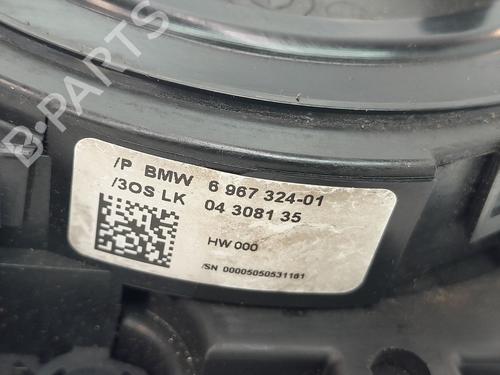 B-PARTS
/P BMW 6 967 324-01
/3OS LK 04 3081 35
HW 000
/SN 00005050531181